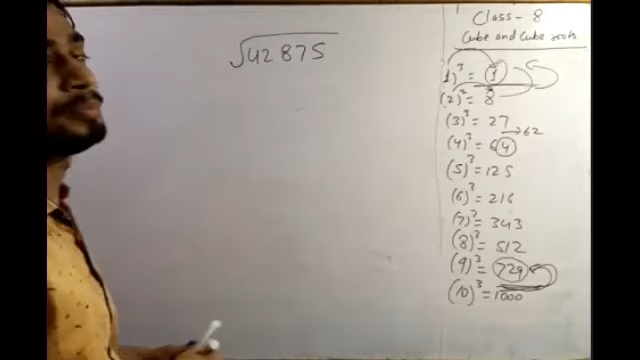 √42875
Class - 8
Cube and Cube roots
(1)³ = 1
(2)³ = 8
(3)³ = 27
→ 62
(4)³ = 64
(5)³ = 125
(6)³ = 216
(7)³ = 343
(8)³ = 512
(9)³ = 729
(10)³ = 1000